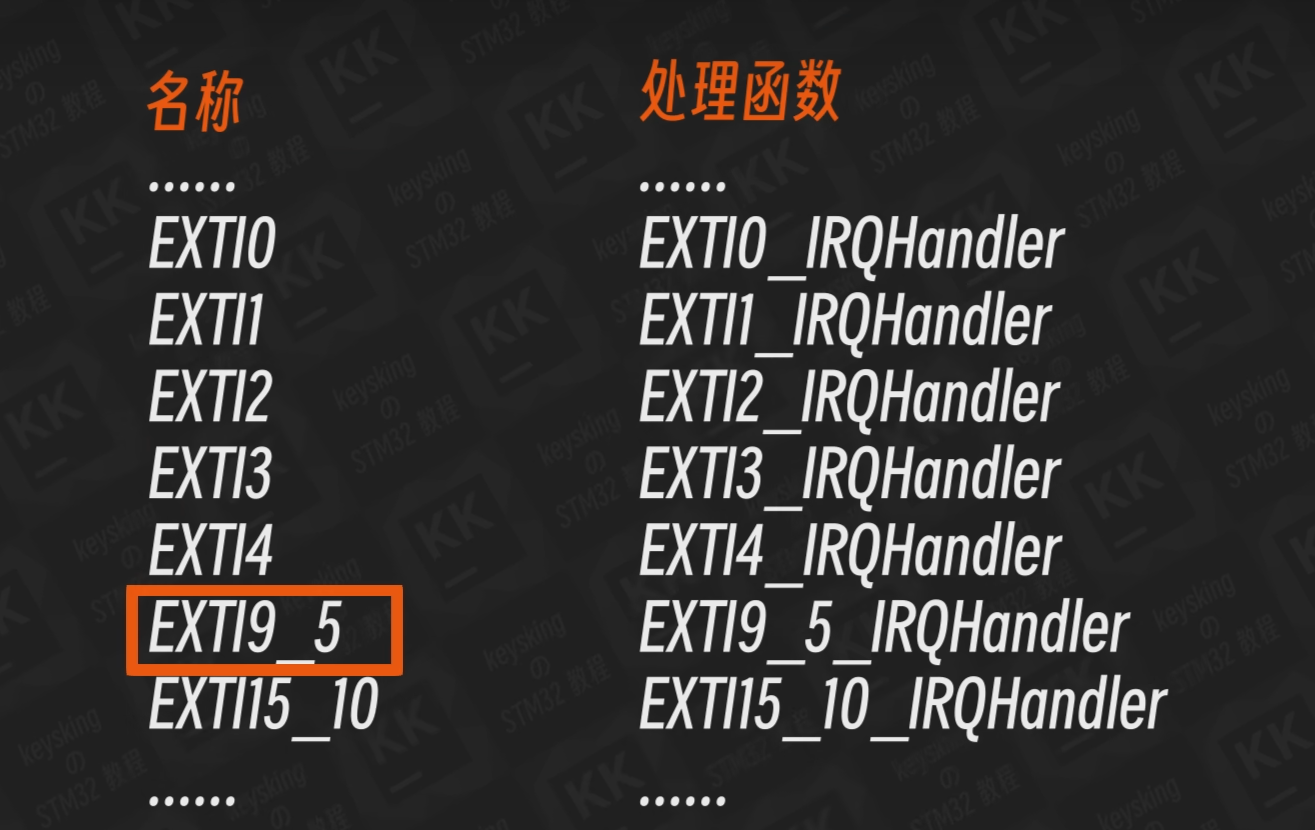 名称 处理函数
...... ......
EXTI0 EXTI0_IRQHandler
EXTI1 EXTI1_IRQHandler
EXTI2 EXTI2_IRQHandler
EXTI3 EXTI3_IRQHandler
EXTI4 EXTI4_IRQHandler
EXTI9_5 EXTI9_5_IRQHandler
EXTI15_10 EXTI15_10_IRQHandler
...... ......
KK
keysking
の
STM32 教程